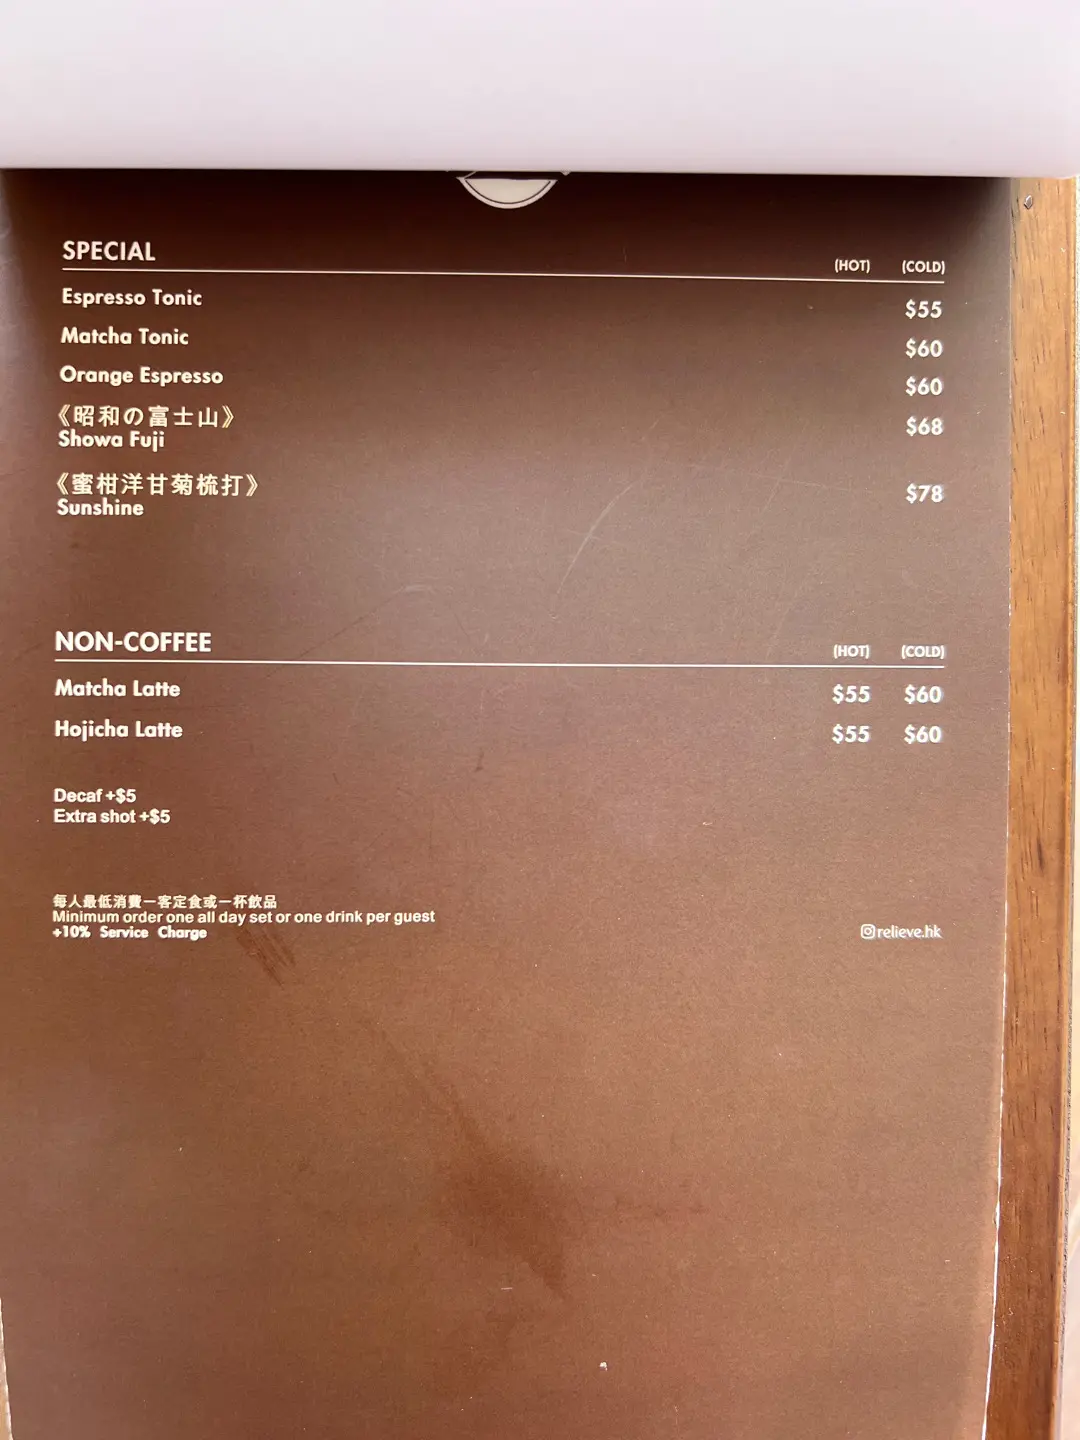 SPECIAL (HOT) (COLD)
Espresso Tonic $55
Matcha Tonic $60
Orange Espresso $60
《昭和の富士山》
Showa Fuji $68
《蜜柑洋甘菊梳打》
Sunshine $78
NON-COFFEE (HOT) (COLD)
Matcha Latte $55 $60
Hojicha Latte $55 $60
Decaf +$5
Extra shot +$5
每人最低消費一客定食或一杯飲品
Minimum order one all day set or one drink per guest
+10% Service Charge
relieve.hk